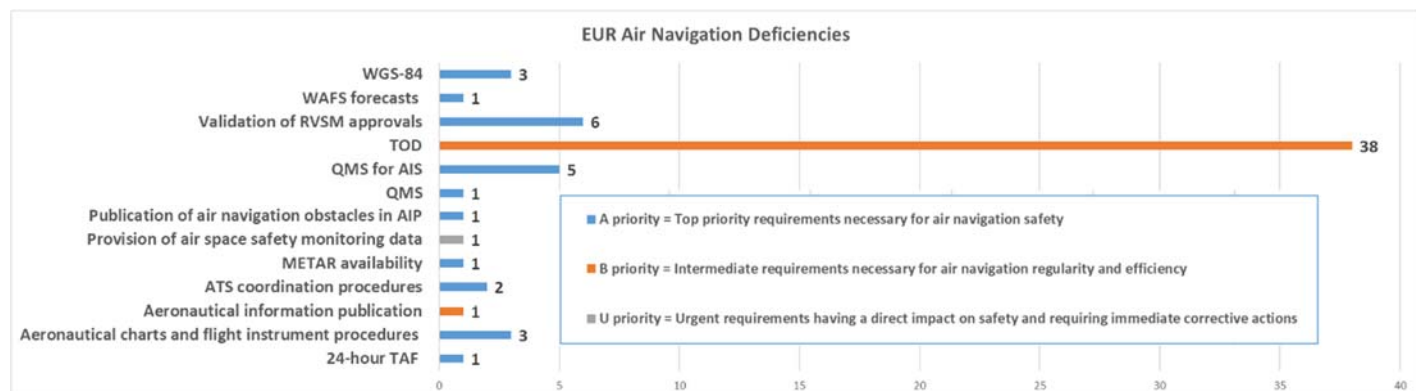 EUR Air Navigation Deficiencies
WGS-84 3
WAFS forecasts 1
Validation of RVSM approvals 6
TOD 38
QMS for AIS 5
QMS 1
Publication of air navigation obstacles in AIP 1
Provision of air space safety monitoring data 1
METAR availability 1
ATS coordination procedures 2
Aeronautical information publication 1
Aeronautical charts and flight instrument procedures 3
24-hour TAF 1
A priority = Top priority requirements necessary for air navigation safety
B priority = Intermediate requirements necessary for air navigation regularity and efficiency
U priority = Urgent requirements having a direct impact on safety and requiring immediate corrective actions
0 5 10 15 20 25 30 35 40